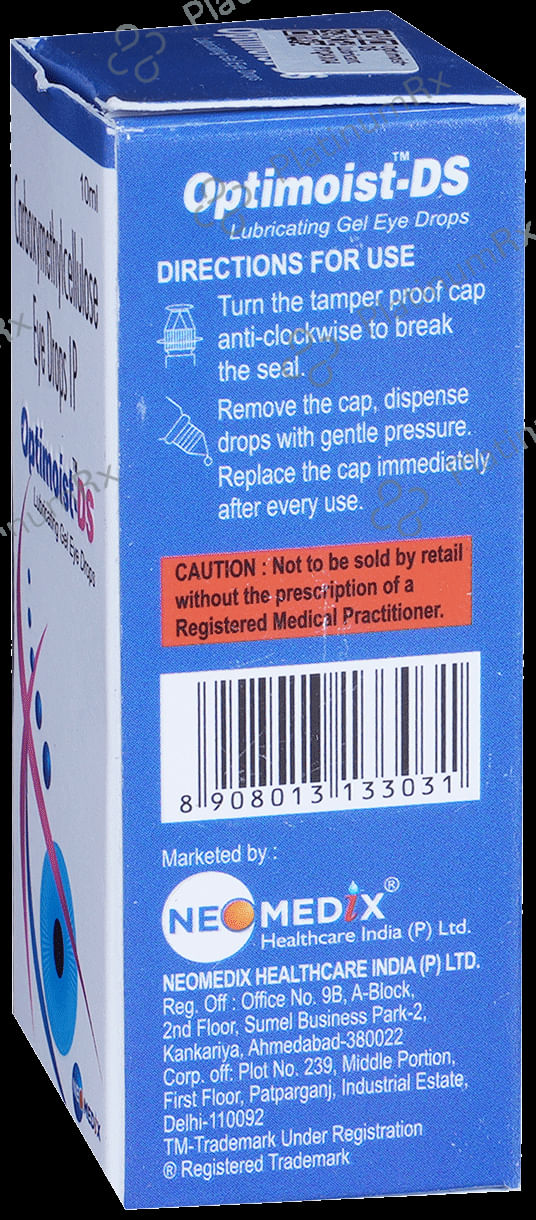 Optimoist™-DS
Lubricating Gel Eye Drops
DIRECTIONS FOR USE
Turn the tamper proof cap
anti-clockwise to break
the seal.
Remove the cap, dispense
drops with gentle pressure.
Replace the cap immediately
after every use.
CAUTION : Not to be sold by retail
without the prescription of a
Registered Medical Practitioner.
8 908013 133031
Marketed by :
NEOMEDIX®
Healthcare India (P) Ltd.
NEOMEDIX HEALTHCARE INDIA (P) LTD.
Reg. Off : Office No. 9B, A-Block,
2nd Floor, Sumel Business Park-2,
Kankariya, Ahmedabad-380022
Corp. off: Plot No. 239, Middle Portion,
First Floor, Patparganj, Industrial Estate,
Delhi-110092
TM-Trademark Under Registration
® Registered Trademark
10ml
Carboxymethylcellulose
Eye Drops IP
Optimoist-DS
Lubricating Gel Eye Drops
NEOMEDIX
PlatinumRx